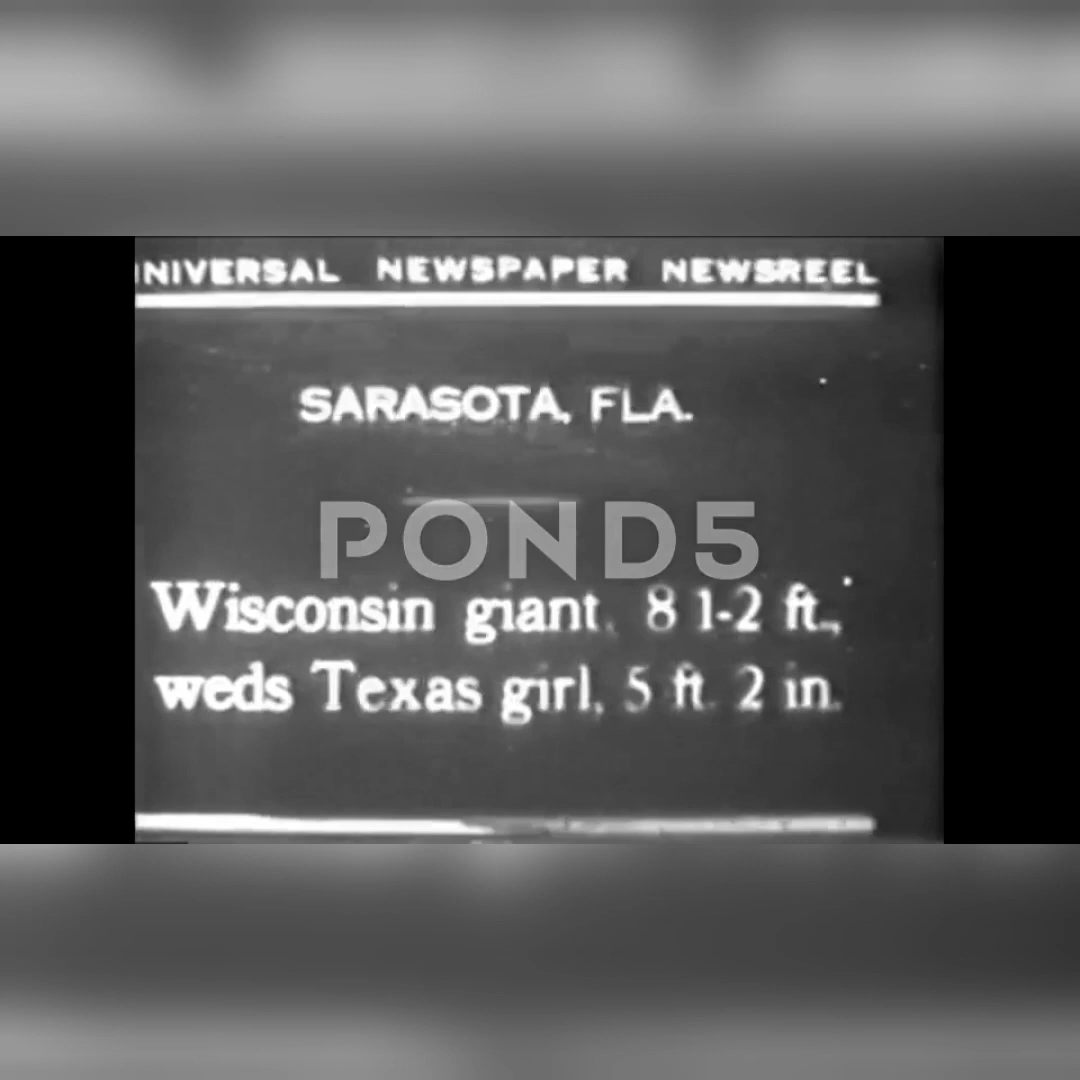 NIVERSAL NEWSPAPER NEWSREEL
SARASOTA, FLA.
POND5
Wisconsin giant, 8 1-2 ft.,
weds Texas girl, 5 ft. 2 in.